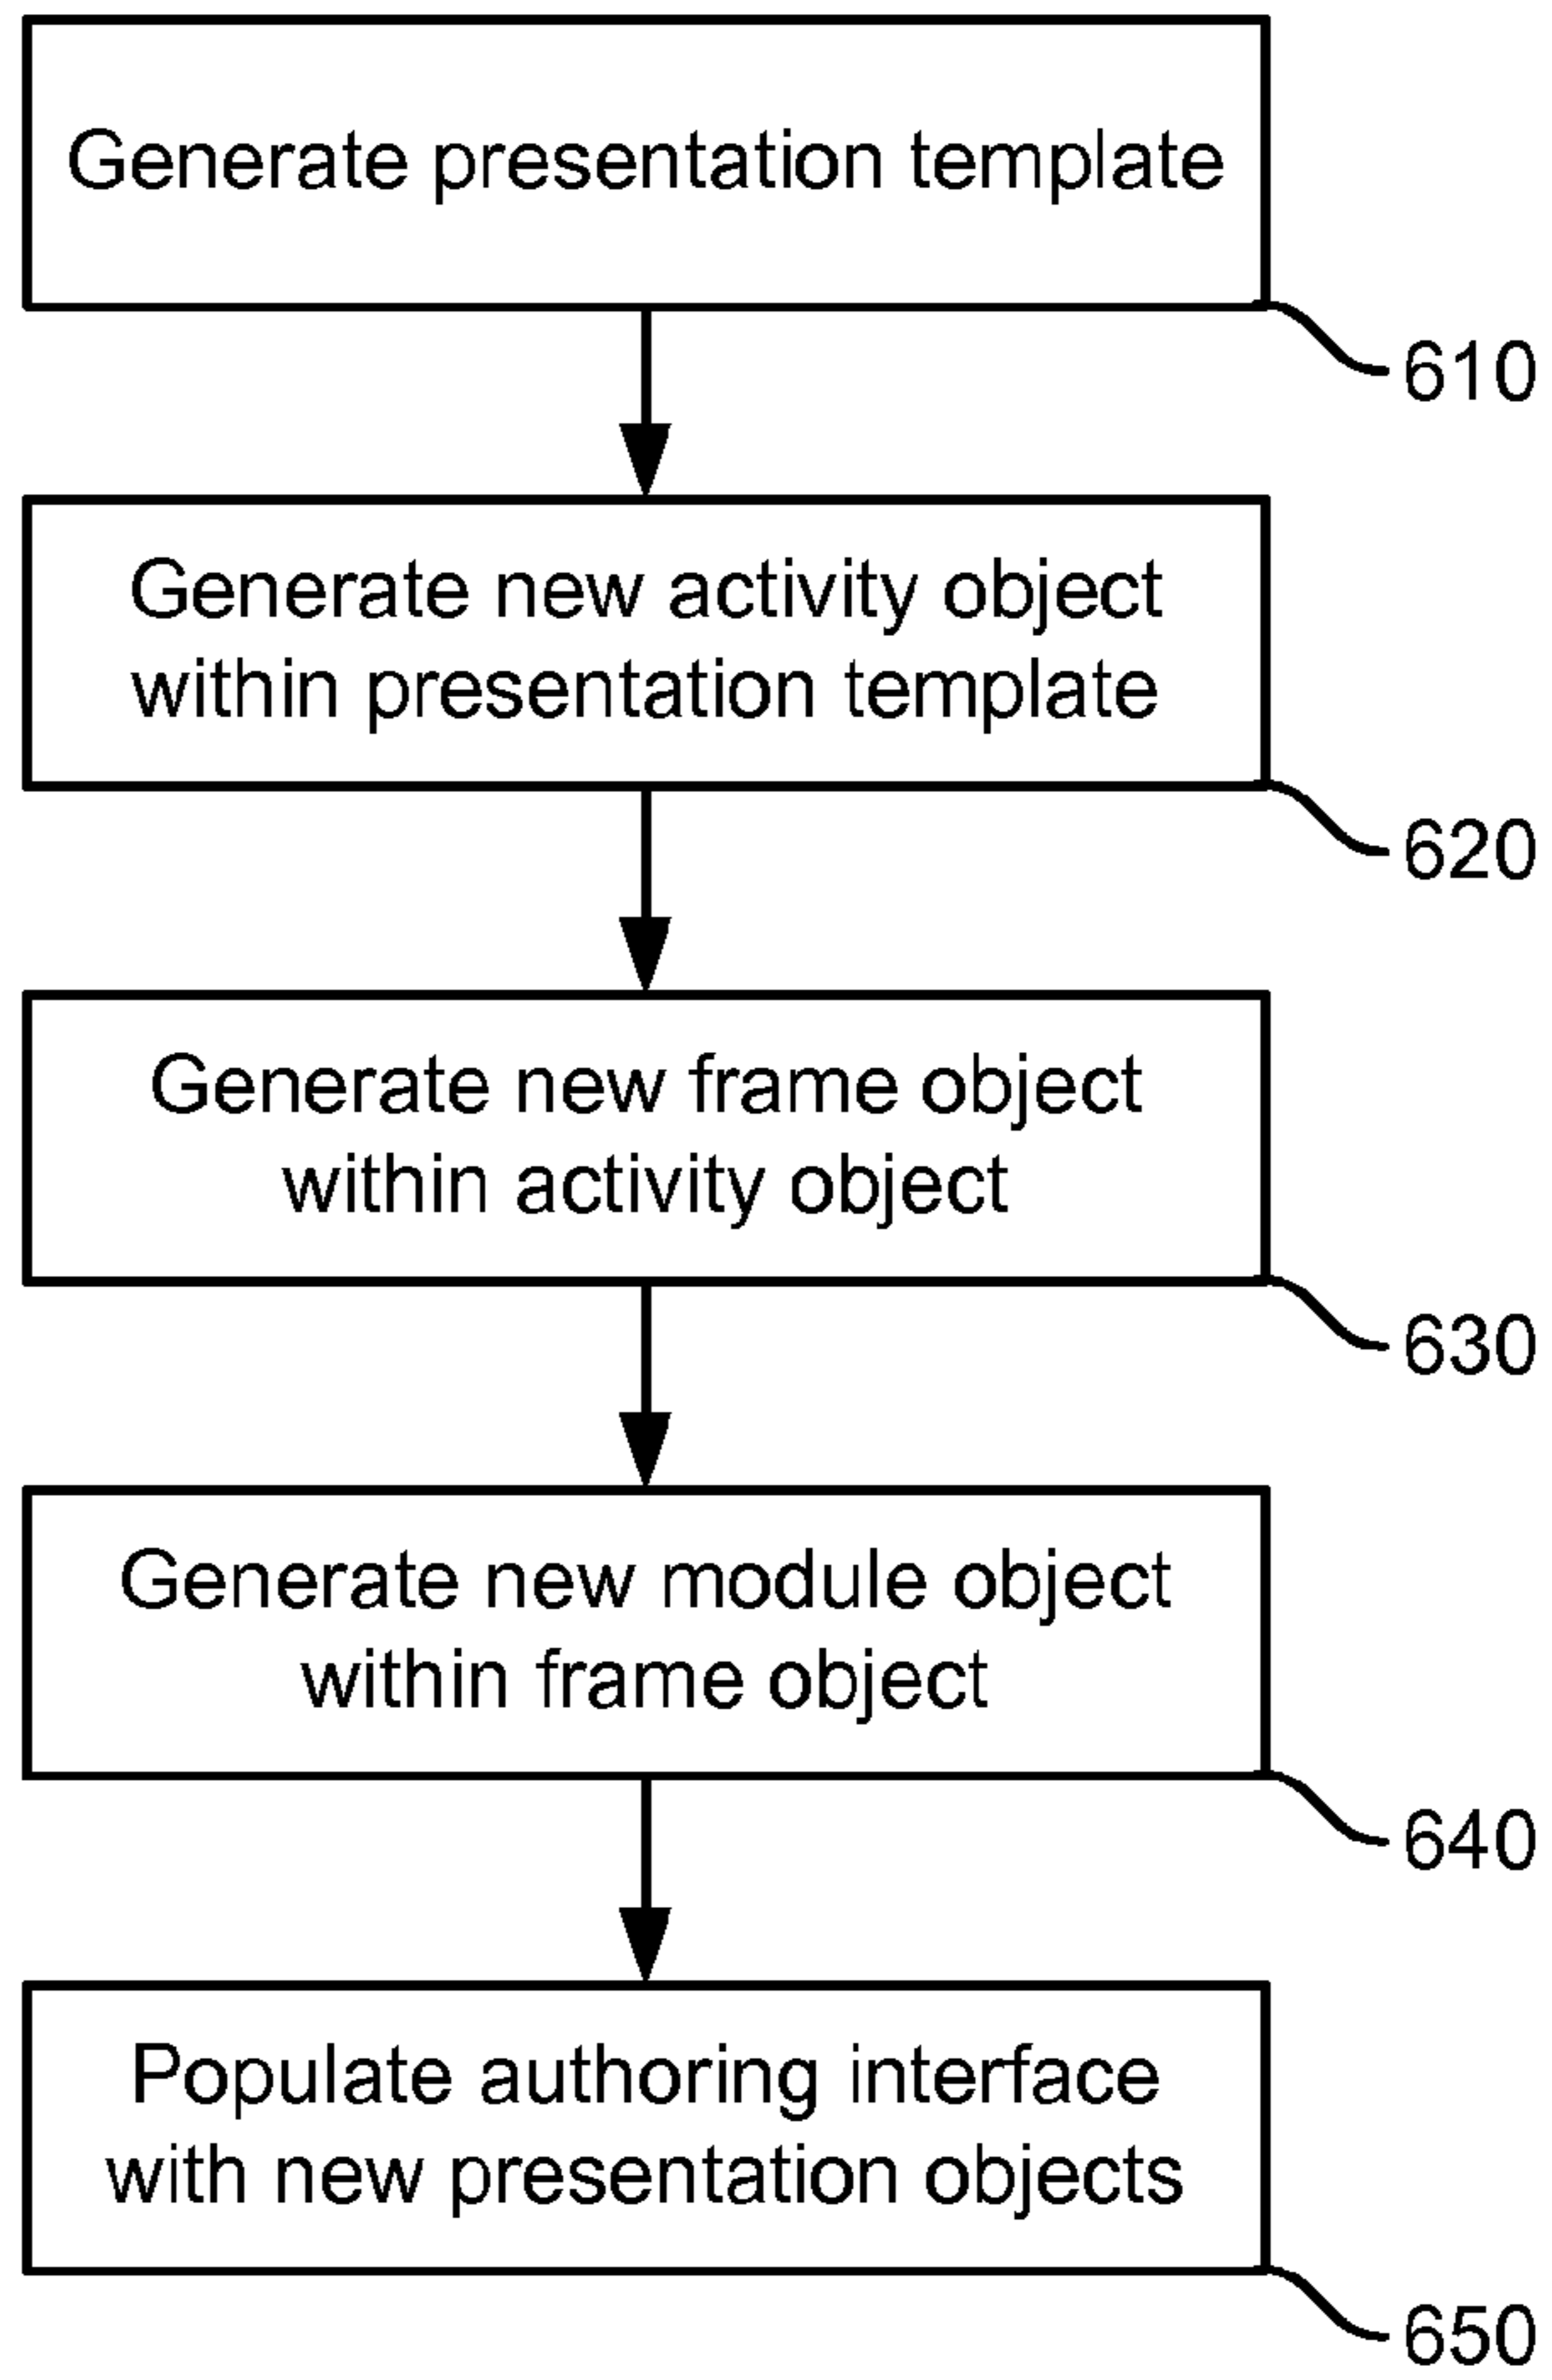 Generate presentation template
610
Generate new activity object
within presentation template
620
Generate new frame object
within activity object
630
Generate new module object
within frame object
640
Populate authoring interface
with new presentation objects
650